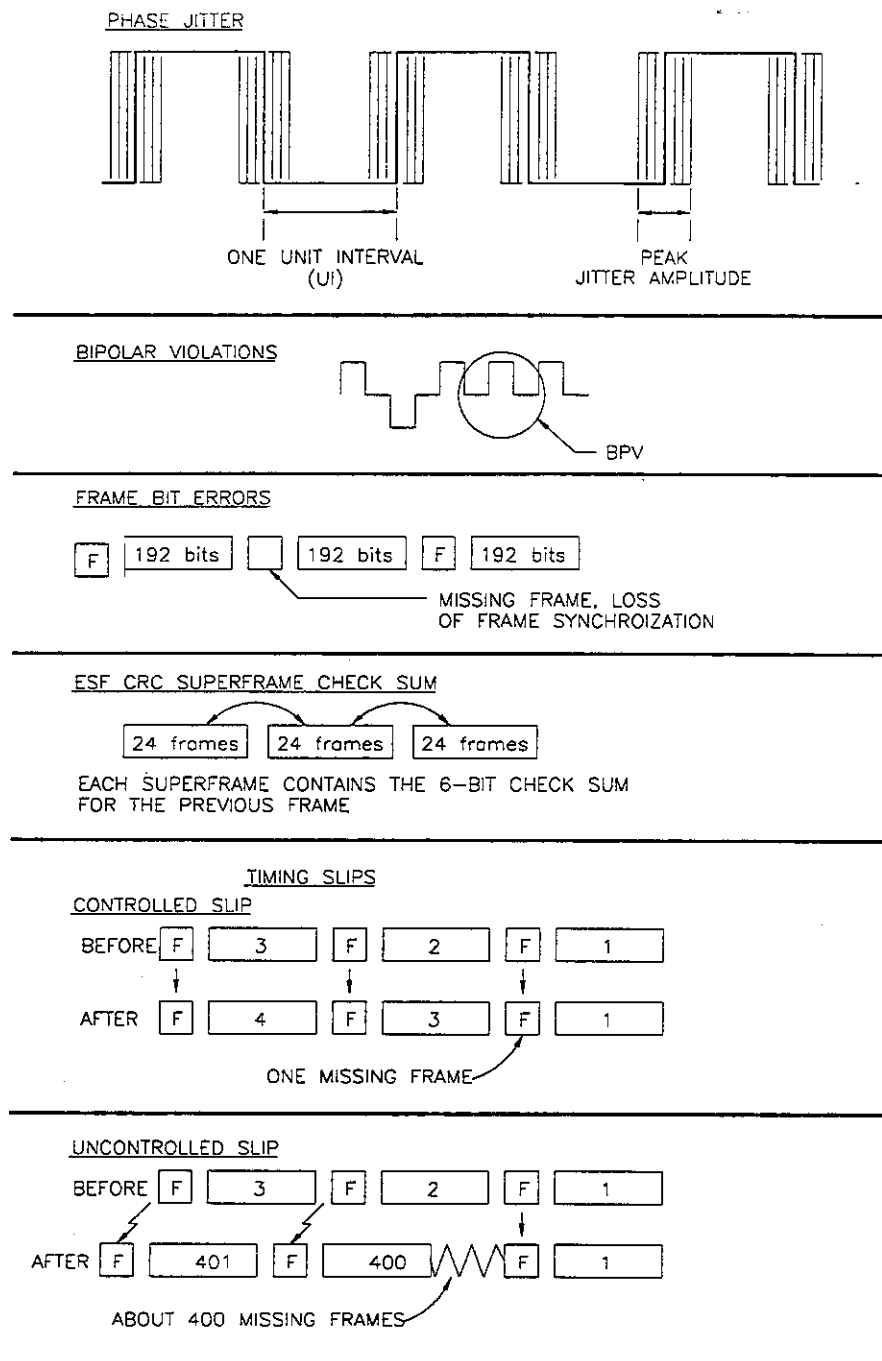 PHASE JITTER
ONE UNIT INTERVAL
(UI)
PEAK
JITTER AMPLITUDE
BIPOLAR VIOLATIONS
BPV
FRAME BIT ERRORS
F 192 bits 192 bits F 192 bits
MISSING FRAME, LOSS
OF FRAME SYNCHROIZATION
ESF CRC SUPERFRAME CHECK SUM
24 frames 24 frames 24 frames
EACH SUPERFRAME CONTAINS THE 6-BIT CHECK SUM
FOR THE PREVIOUS FRAME
TIMING SLIPS
CONTROLLED SLIP
BEFORE F 3 F 2 F 1
AFTER F 4 F 3 F 1
ONE MISSING FRAME
UNCONTROLLED SLIP
BEFORE F 3 F 2 F 1
AFTER F 401 F 400 F 1
ABOUT 400 MISSING FRAMES